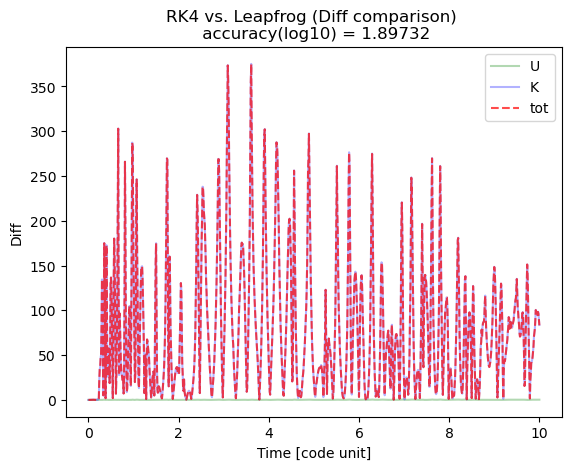 RK4 vs. Leapfrog (Diff comparison)
accuracy(log10) = 1.89732
U
K
tot
Diff
350
300
250
200
150
100
50
0
0
2
4
6
8
10
Time [code unit]